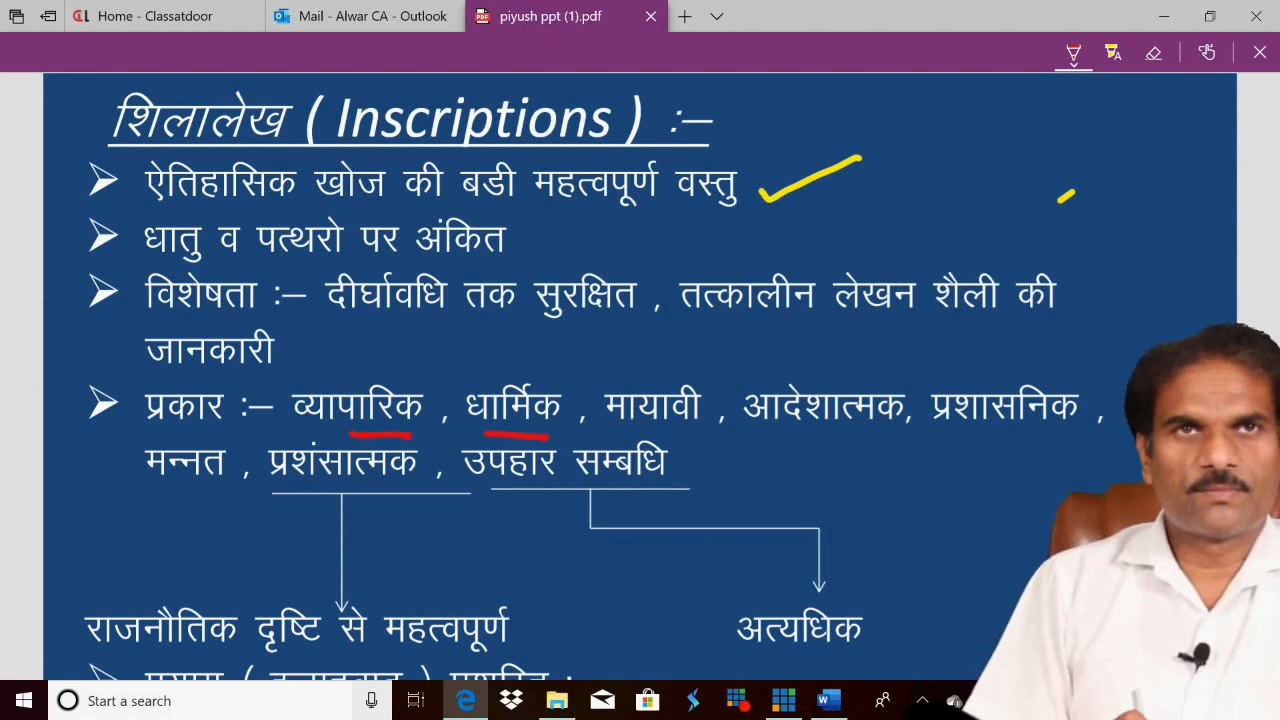 Home - Classatdoor
Mail - Alwar CA - Outlook
piyush ppt (1).pdf
शिलालेख ( Inscriptions ) :–
ऐतिहासिक खोज की बडी महत्वपूर्ण वस्तु
धातु व पत्थरो पर अंकित
विशेषता :– दीर्घावधि तक सुरक्षित , तत्कालीन लेखन शैली की
जानकारी
प्रकार :– व्यापारिक , धार्मिक , मायावी , आदेशात्मक, प्रशासनिक ,
मन्नत , प्रशंसात्मक , उपहार सम्बधि
राजनौतिक दृष्टि से महत्वपूर्ण
अत्यधिक
Start a search